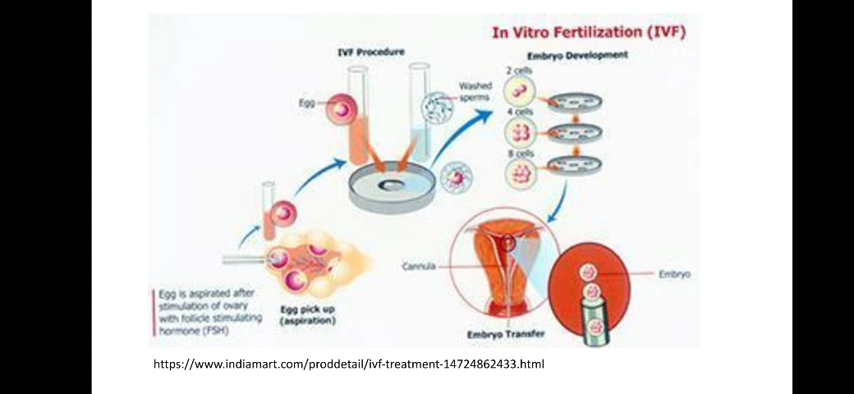 In Vitro Fertilization (IVF)
IVF Procedure
Embryo Development
2 cells
Washed
sperms
Egg
4 cells
8 cells
Cannula
Embryo
Egg is aspirated after
stimulation of ovary
with follicle stimulating
hormone (FSH)
Egg pick up
(aspiration)
Embryo Transfer
https://www.indiamart.com/proddetail/ivf-treatment-14724862433.html